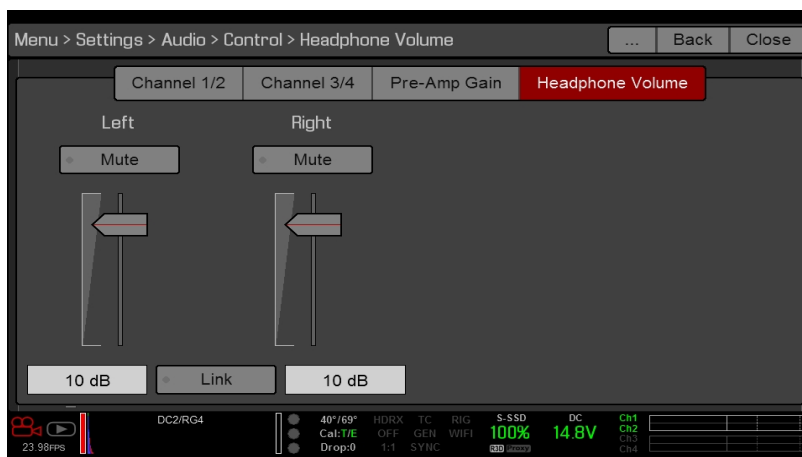 Menu > Settings > Audio > Control > Headphone Volume ... Back Close
Channel 1/2 Channel 3/4 Pre-Amp Gain Headphone Volume
Left Right
Mute Mute
10 dB Link 10 dB
DC2/RG4 40°/69° HDRX TC RIG S-SSD DC Ch1
Cal:T/E OFF GEN WIFI 100% 14.8V Ch2
Ch3
23.98FPS Drop:0 1:1 SYNC R3D Proxy Ch4